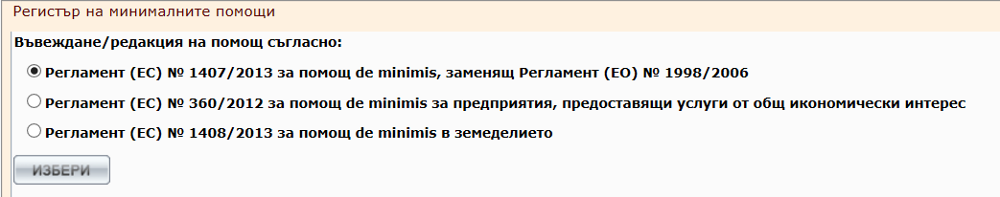 Регистър на минималните помощи
Въвеждане/редакция на помощ съгласно:
Регламент (ЕС) № 1407/2013 за помощ de minimis, заменящ Регламент (ЕО) № 1998/2006
Регламент (ЕС) № 360/2012 за помощ de minimis за предприятия, предоставящи услуги от общ икономически интерес
Регламент (ЕС) № 1408/2013 за помощ de minimis в земеделието
ИЗБЕРИ